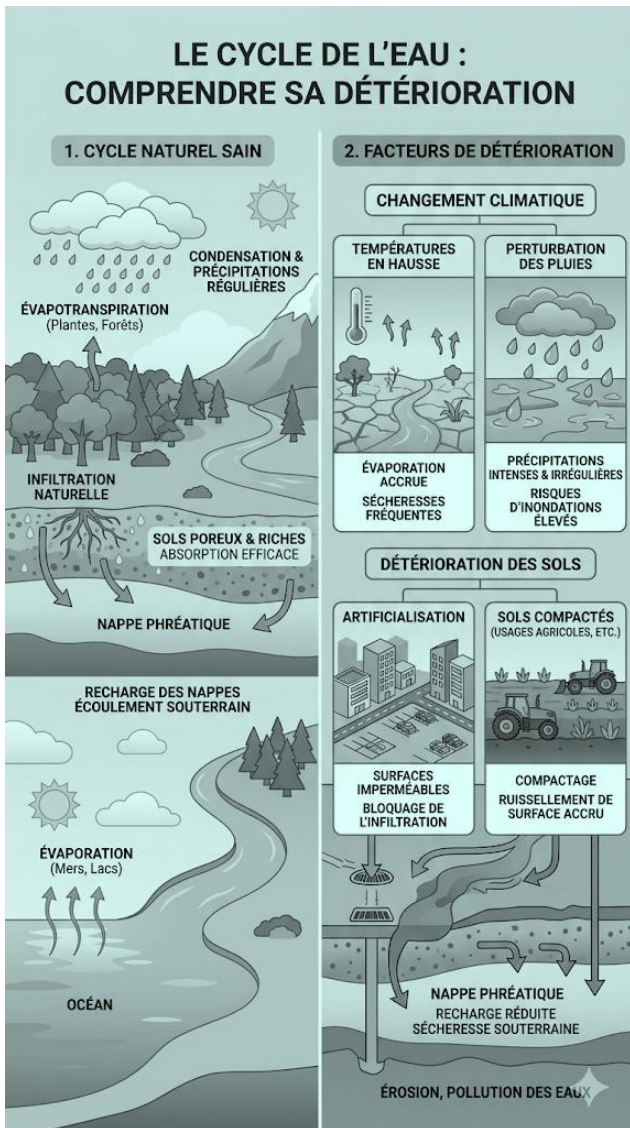 LE CYCLE DE L'EAU :
COMPRENDRE SA DÉTÉRIORATION
1. CYCLE NATUREL SAIN
CONDENSATION &
PRÉCIPITATIONS
RÉGULIÈRES
ÉVAPOTRANSPIRATION
(Plantes, Forêts)
INFILTRATION
NATURELLE
SOLS POREUX & RICHES
ABSORPTION EFFICACE
NAPPE PHRÉATIQUE
RECHARGE DES NAPPES
ÉCOULEMENT SOUTERRAIN
ÉVAPORATION
(Mers, Lacs)
OCÉAN
2. FACTEURS DE DÉTÉRIORATION
CHANGEMENT CLIMATIQUE
TEMPÉRATURES
EN HAUSSE
ÉVAPORATION
ACCRUE
SÉCHERESSES
FRÉQUENTES
PERTURBATION
DES PLUIES
PRÉCIPITATIONS
INTENSES & IRRÉGULIÈRES
RISQUES
D'INONDATIONS
ÉLEVÉS
DÉTÉRIORATION DES SOLS
ARTIFICIALISATION
SURFACES
IMPERMÉABLES
BLOQUAGE DE
L'INFILTRATION
SOLS COMPACTÉS
(USAGES AGRICOLES, ETC.)
COMPACTAGE
RUISSELLEMENT DE
SURFACE ACCRU
NAPPE PHRÉATIQUE
RECHARGE RÉDUITE
SÉCHERESSE SOUTERRAINE
ÉROSION, POLLUTION DES EAUX